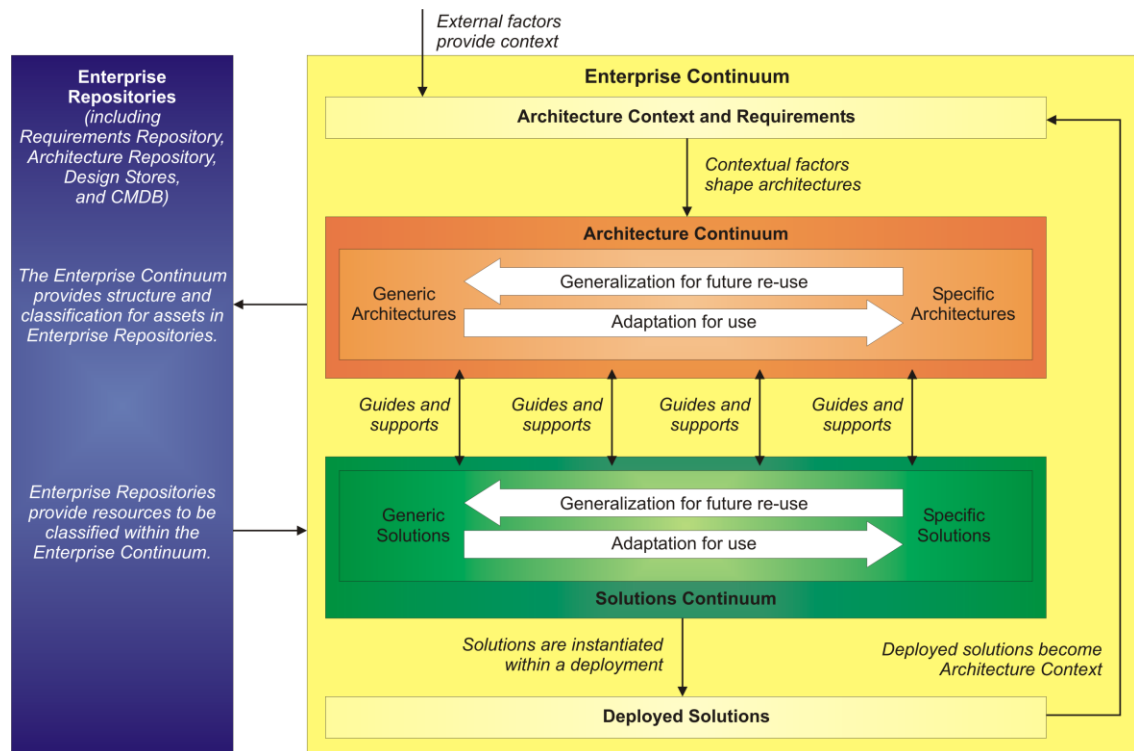 External factors
provide context
Enterprise
Repositories
(including
Requirements Repository,
Architecture Repository,
Design Stores,
and CMDB)
The Enterprise Continuum
provides structure and
classification for assets in
Enterprise Repositories.
Enterprise Repositories
provide resources to be
classified within the
Enterprise Continuum.
Enterprise Continuum
Architecture Context and Requirements
Contextual factors
shape architectures
Architecture Continuum
Generic
Architectures
Generalization for future re-use
Adaptation for use
Specific
Architectures
Guides and
supports
Guides and
supports
Guides and
supports
Guides and
supports
Generic
Solutions
Generalization for future re-use
Adaptation for use
Specific
Solutions
Solutions Continuum
Solutions are instantiated
within a deployment
Deployed solutions become
Architecture Context
Deployed Solutions